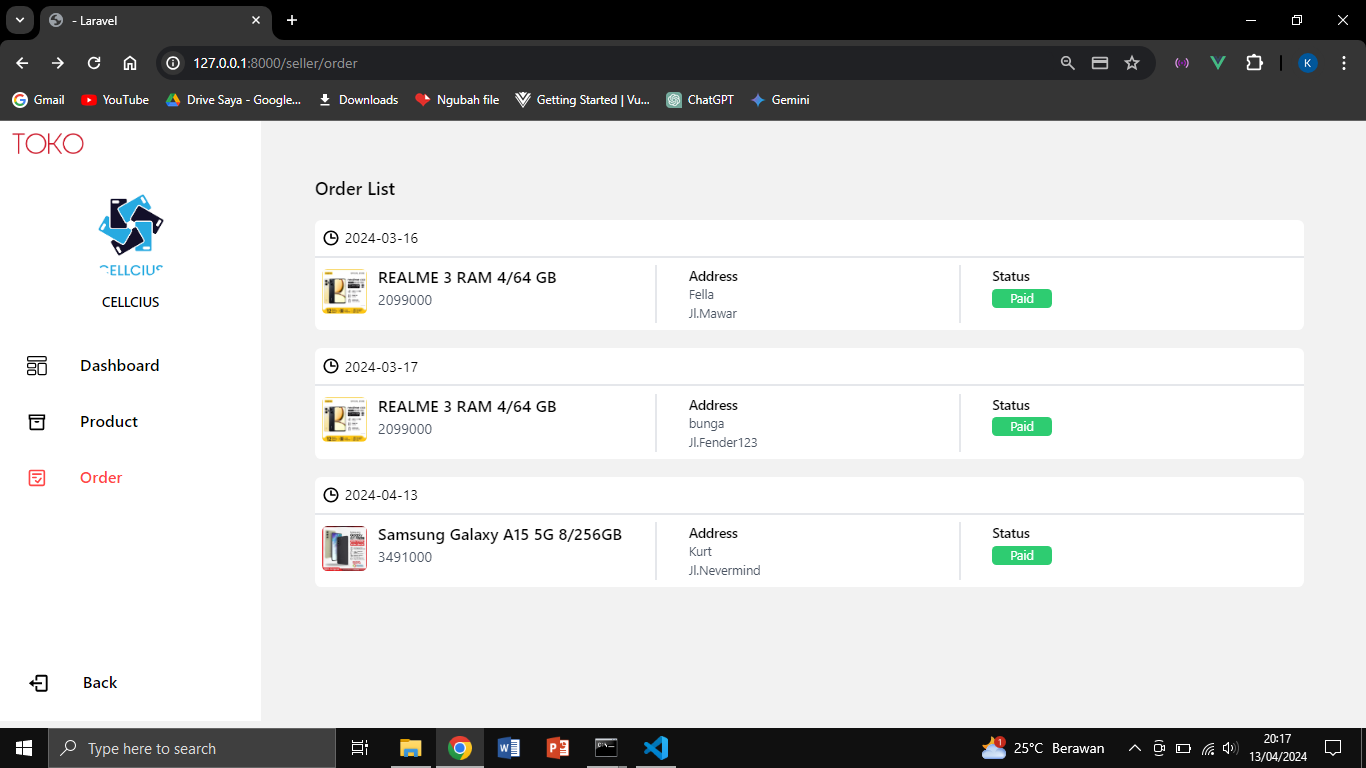 - Laravel
127.0.0.1:8000/seller/order
K
Gmail
YouTube
Drive Saya - Google...
Downloads
Ngubah file
Getting Started | Vu...
ChatGPT
Gemini
TOKO
CELLCIUS
CELLCIUS
Dashboard
Product
Order
Back
Order List
2024-03-16
REALME 3 RAM 4/64 GB
2099000
Address
Fella
Jl.Mawar
Status
Paid
2024-03-17
REALME 3 RAM 4/64 GB
2099000
Address
bunga
Jl.Fender123
Status
Paid
2024-04-13
Samsung Galaxy A15 5G 8/256GB
3491000
Address
Kurt
Jl.Nevermind
Status
Paid
Type here to search
1
25°C Berawan
20:17
13/04/2024